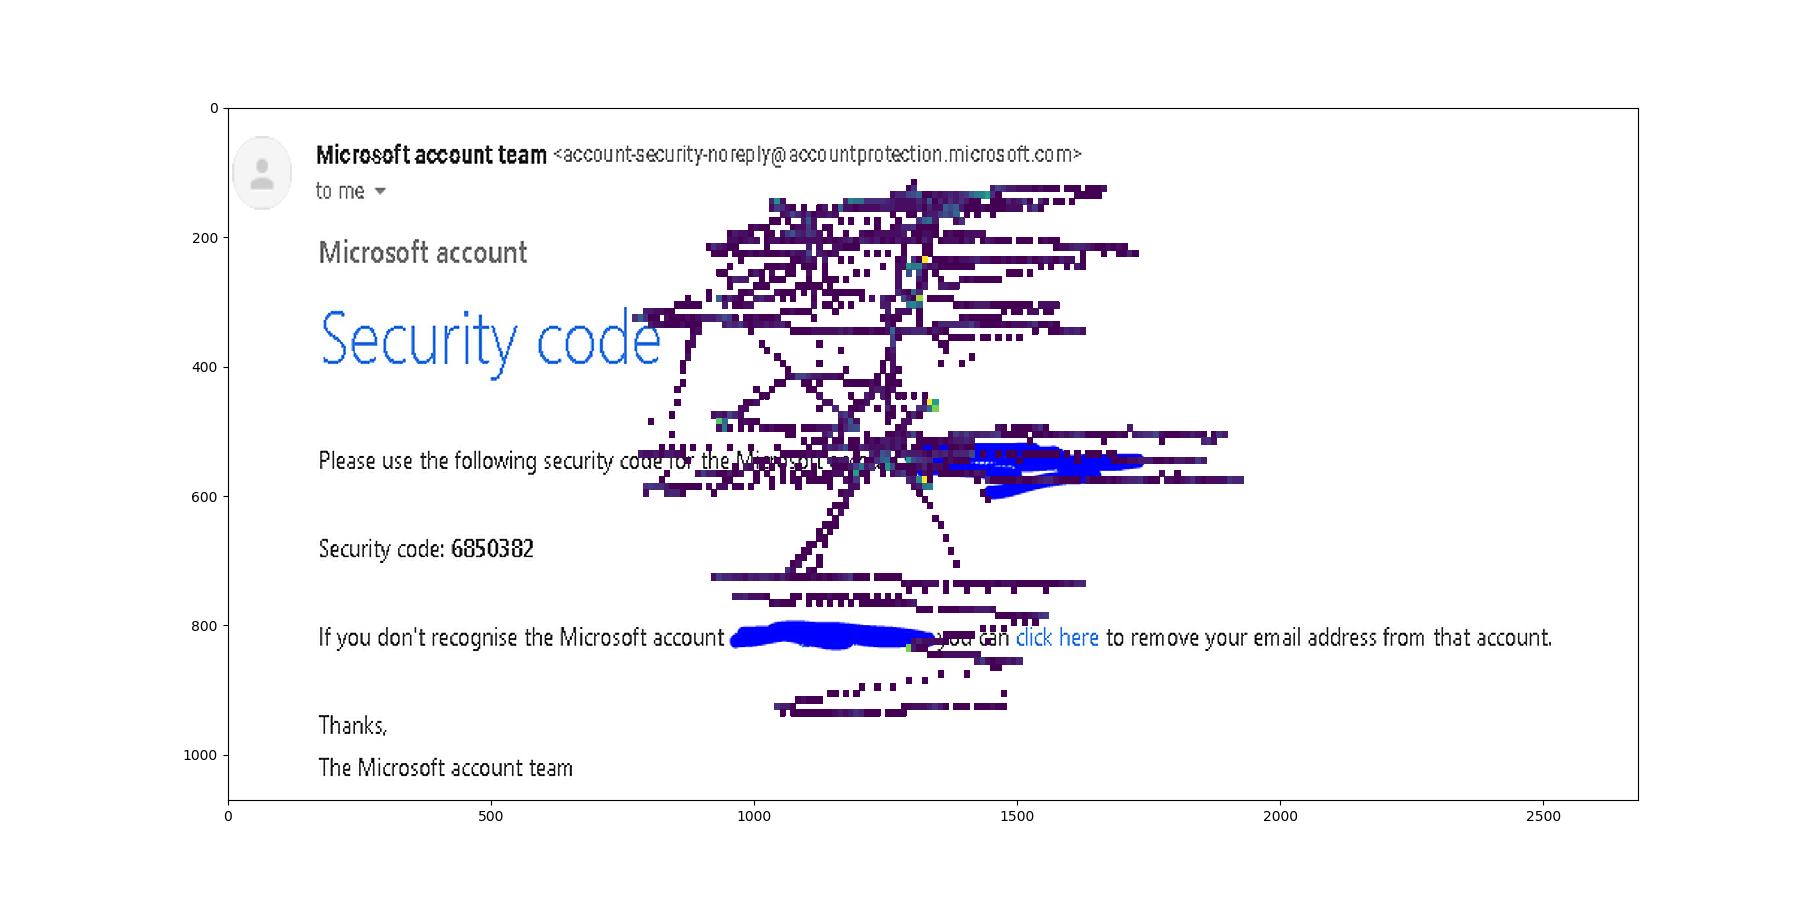 Microsoft account team <account-security-noreply@accountprotection.microsoft.com>
to me
Microsoft account
Security code
Please use the following security code for the Microsoft
Security code: 6850382
If you don't recognise the Microsoft account you can click here to remove your email address from that account.
Thanks,
The Microsoft account team
0
200
400
600
800
1000
0 500 1000 1500 2000 2500